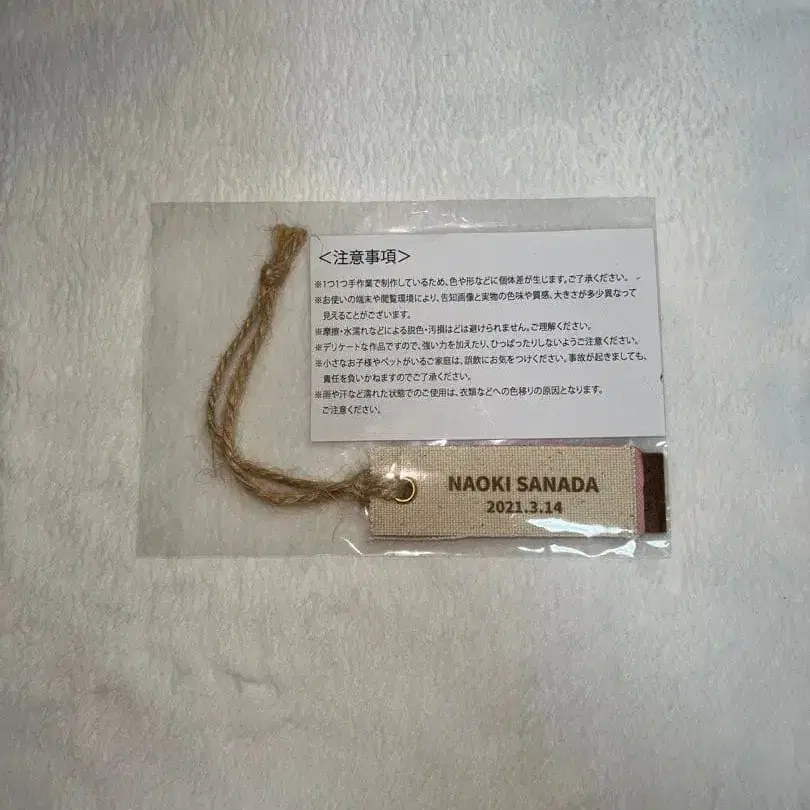 ＜注意事項＞
※1つ1つ手作業で制作しているため、色や形などに個体差が生じます。ご了承ください。
※お使いの端末や閲覧環境により、告知画像と実物の色味や質感、大きさが多少異なって
見えることがございます。
※摩擦・水濡れなどによる脱色・汚損はどは避けられません。ご理解ください。
※デリケートな作品ですので、強い力を加えたり、ひっぱったりしないようご注意ください。
※小さなお子様やペットがいるご家庭は、誤飲にお気をつけください。事故が起きましても、
責任を負いかねますのでご了承ください。
※雨や汗など濡れた状態でのご使用は、衣類などへの色移りの原因となります。
ご注意ください。
NAOKI SANADA
2021.3.14